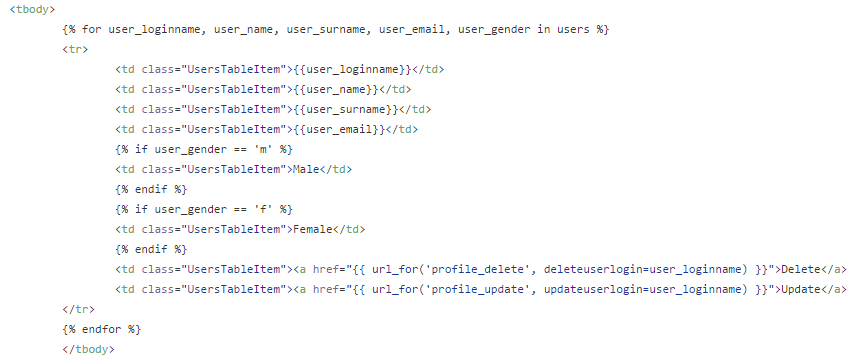 <tbody>
{% for user_loginname, user_name, user_surname, user_email, user_gender in users %}
<tr>
<td class="UsersTableItem">{{user_loginname}}</td>
<td class="UsersTableItem">{{user_name}}</td>
<td class="UsersTableItem">{{user_surname}}</td>
<td class="UsersTableItem">{{user_email}}</td>
{% if user_gender == 'm' %}
<td class="UsersTableItem">Male</td>
{% endif %}
{% if user_gender == 'f' %}
<td class="UsersTableItem">Female</td>
{% endif %}
<td class="UsersTableItem"><a href="{{ url_for('profile_delete', deleteuserlogin=user_loginname) }}">Delete</a>
<td class="UsersTableItem"><a href="{{ url_for('profile_update', updateuserlogin=user_loginname) }}">Update</a>
</tr>
{% endfor %}
</tbody>